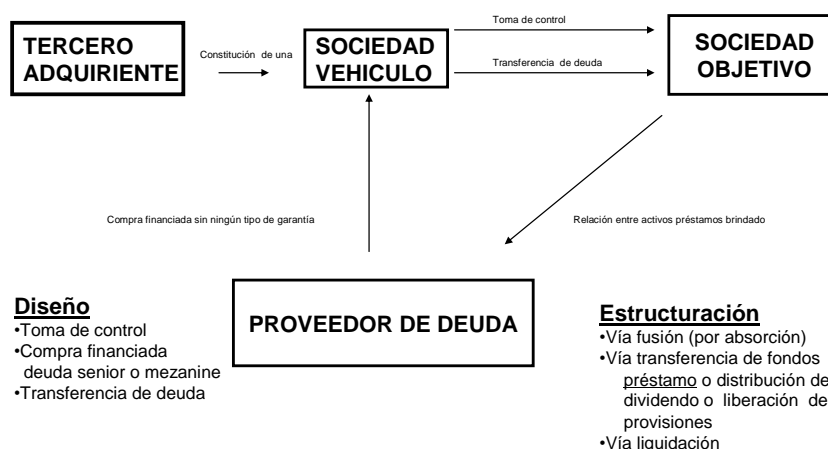 TERCERO
ADQUIRIENTE
Constitución de una
SOCIEDAD
VEHICULO
Toma de control
Transferencia de deuda
SOCIEDAD
OBJETIVO
Compra financiada sin ningún tipo de garantía
Relación entre activos préstamos brindado
PROVEEDOR DE DEUDA
Diseño
•Toma de control
•Compra financiada
deuda senior o mezanine
•Transferencia de deuda
Estructuración
•Vía fusión (por absorción)
•Vía transferencia de fondos
préstamo o distribución de
dividendo o liberación de
provisiones
•Vía liquidación